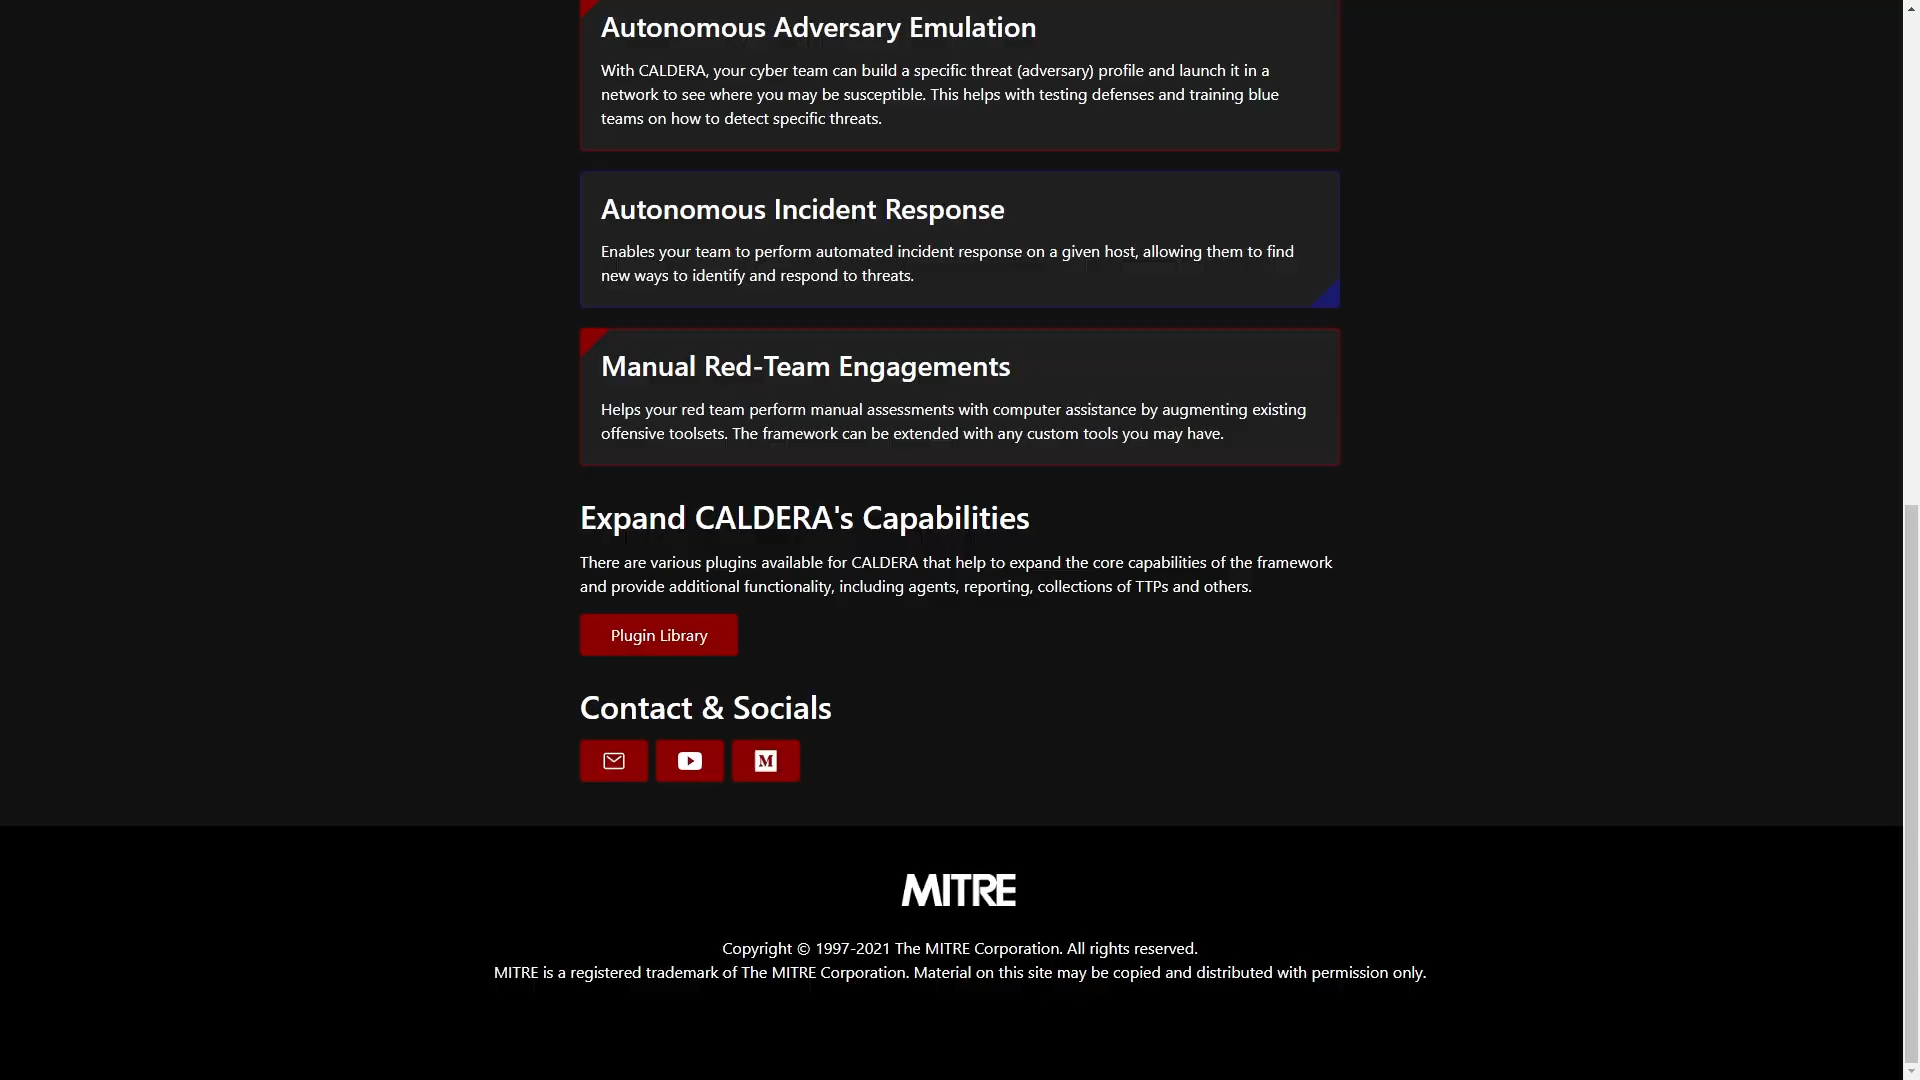 Autonomous Adversary Emulation
With CALDERA, your cyber team can build a specific threat (adversary) profile and launch it in a
network to see where you may be susceptible. This helps with testing defenses and training blue
teams on how to detect specific threats.
Autonomous Incident Response
Enables your team to perform automated incident response on a given host, allowing them to find
new ways to identify and respond to threats.
Manual Red-Team Engagements
Helps your red team perform manual assessments with computer assistance by augmenting existing
offensive toolsets. The framework can be extended with any custom tools you may have.
Expand CALDERA's Capabilities
There are various plugins available for CALDERA that help to expand the core capabilities of the framework
and provide additional functionality, including agents, reporting, collections of TTPs and others.
Plugin Library
Contact & Socials
M
MITRE
Copyright © 1997-2021 The MITRE Corporation. All rights reserved.
MITRE is a registered trademark of The MITRE Corporation. Material on this site may be copied and distributed with permission only.